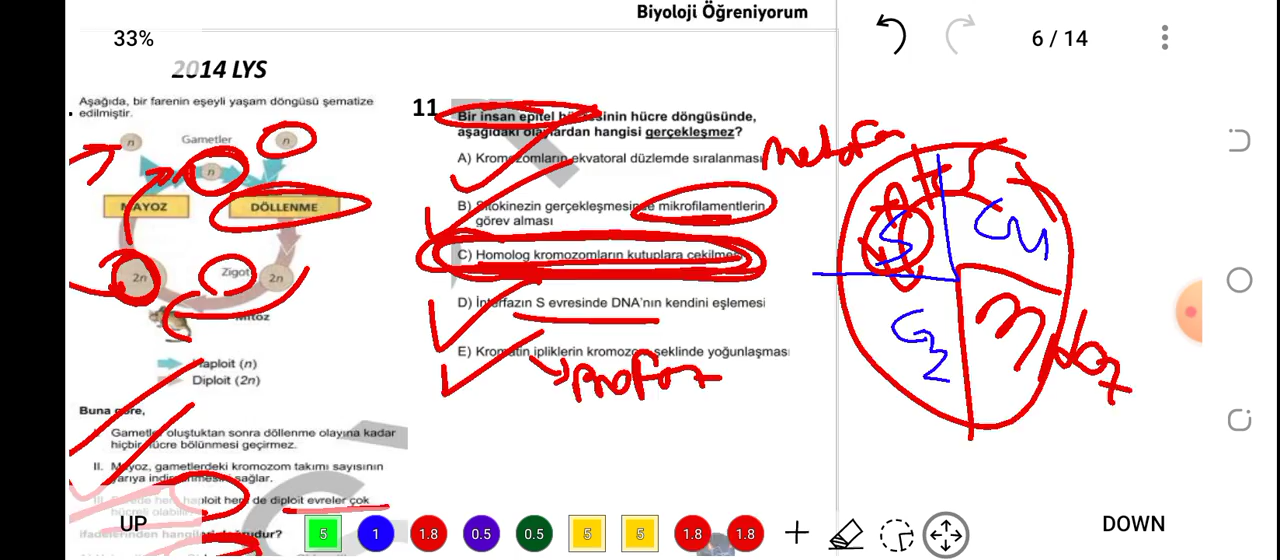 Biyoloji Öğreniyorum
33%
6 / 14
2014 LYS
Aşağıda, bir farenin eşeyli yaşam döngüsü şematize
edilmiştir.
n
Gametler
n
n
MAYOZ
DÖLLENME
2n
Zigot
2n
Mitoz
Haploit (n)
Diploit (2n)
Buna göre,
I. Gametler oluştuktan sonra döllenme olayına kadar
hiçbir hücre bölünmesi geçirmez.
II. Mayoz, gametlerdeki kromozom takımı sayısının
yarıya indirilmesini sağlar.
hem haploit hem de diploit evreler çok
hücreli olabilir.
ifadelerinden hangileri doğrudur?
11
Bir insan epitel hücresinin hücre döngüsünde,
aşağıdaki olaylardan hangisi gerçekleşmez?
A) Kromozomların ekvatoral düzlemde sıralanması
B) Sitokinezin gerçekleşmesinde mikrofilamentlerin
görev alması
C) Homolog kromozomların kutuplara çekilmesi
D) İnterfazın S evresinde DNA'nın kendini eşlemesi
E) Kromatin ipliklerin kromozom şeklinde yoğunlaşması
metafaz
profaz
S
G1
G2
UP
5
1
1.8
0.5
0.5
5
5
1.8
1.8
DOWN